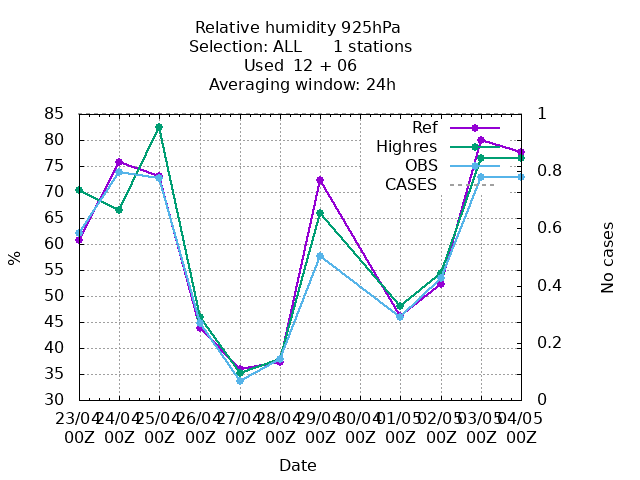 Relative humidity 925hPa
Selection: ALL 1 stations
Used 12 + 06
Averaging window: 24h
85
80
75
70
65
60
55
50
45
40
35
30
%
1
0.8
0.6
0.4
0.2
0
No cases
Ref
Highres
OBS
CASES
23/04 24/04 25/04 26/04 27/04 28/04 29/04 30/04 01/05 02/05 03/05 04/05
00Z 00Z 00Z 00Z 00Z 00Z 00Z 00Z 00Z 00Z 00Z 00Z
Date